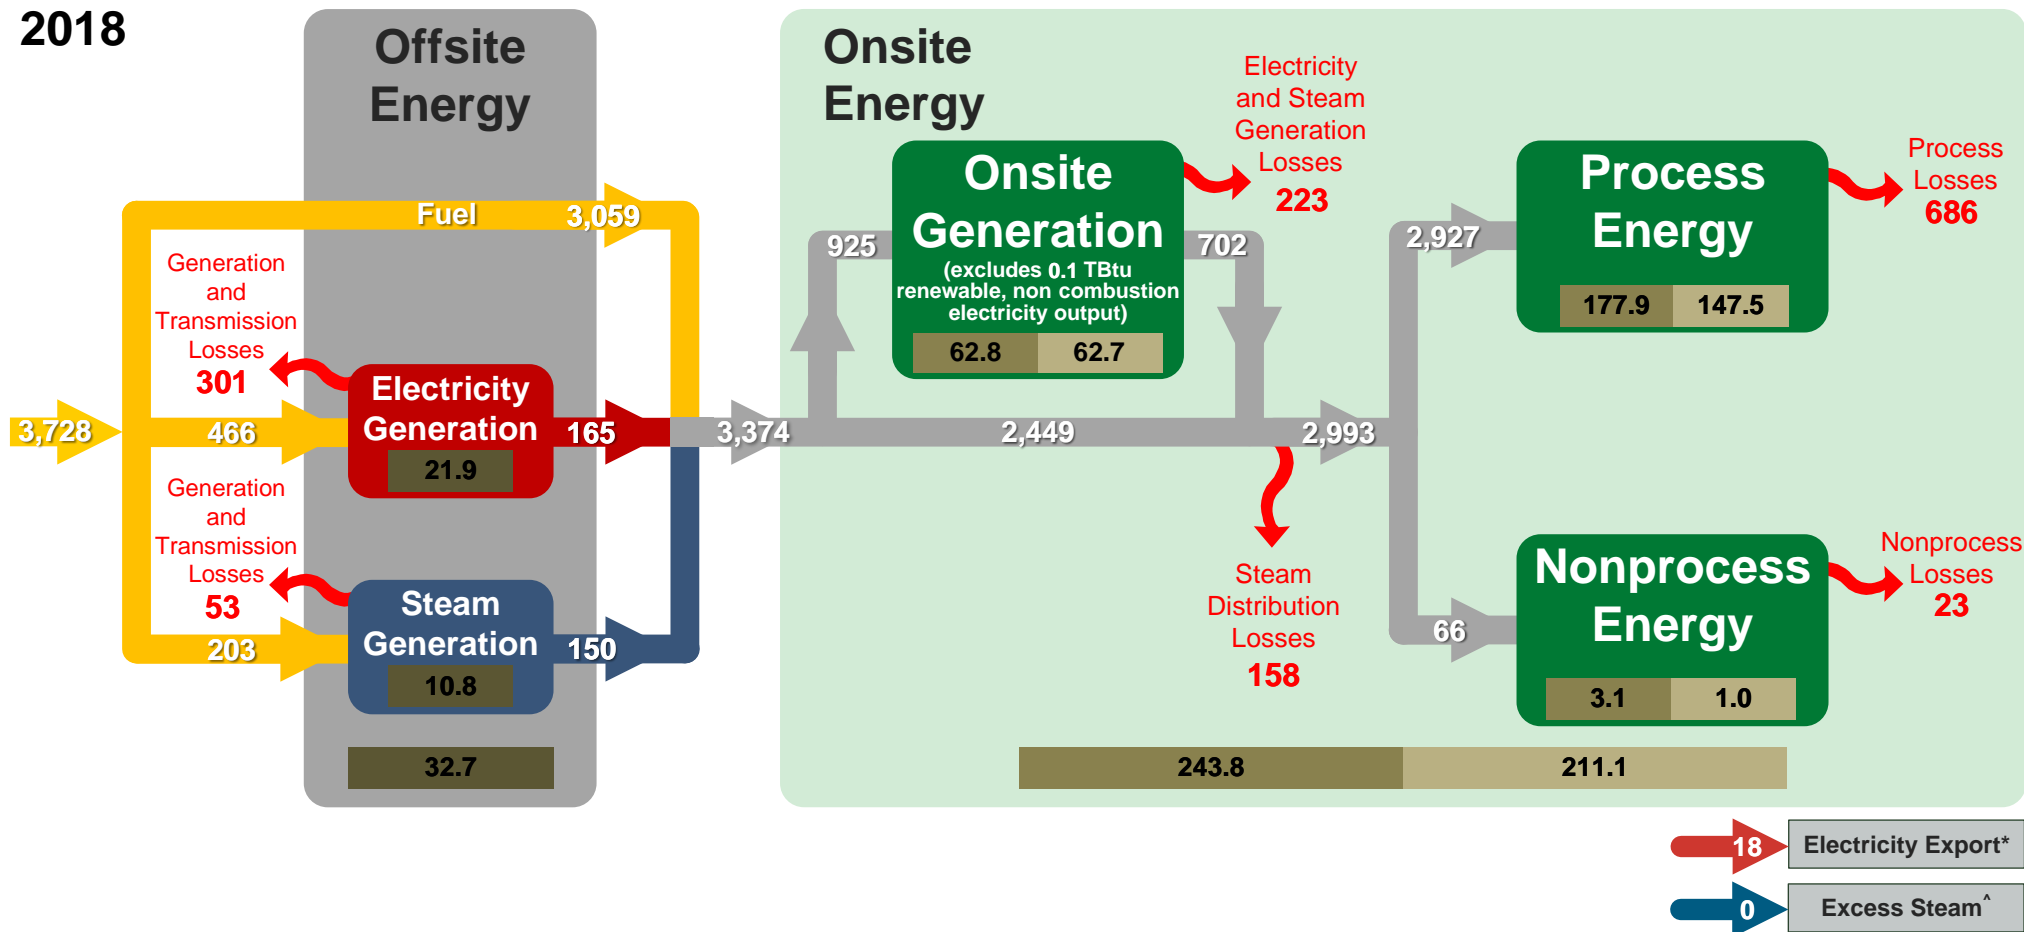 2018
Offsite
Energy
Onsite
Energy
Fuel
3,059
Generation
and
Transmission
Losses
301
3,728
466
Electricity
Generation
21.9
165
Generation
and
Transmission
Losses
53
203
Steam
Generation
10.8
150
32.7
3,374
925
Onsite
Generation
(excludes 0.1 TBtu
renewable, non combustion
electricity output)
62.8 62.7
702
Electricity
and Steam
Generation
Losses
223
2,449
2,993
Steam
Distribution
Losses
158
2,927
Process
Energy
177.9 147.5
Process
Losses
686
66
Nonprocess
Energy
3.1 1.0
Nonprocess
Losses
23
243.8 211.1
18 Electricity Export*
0 Excess Steam^